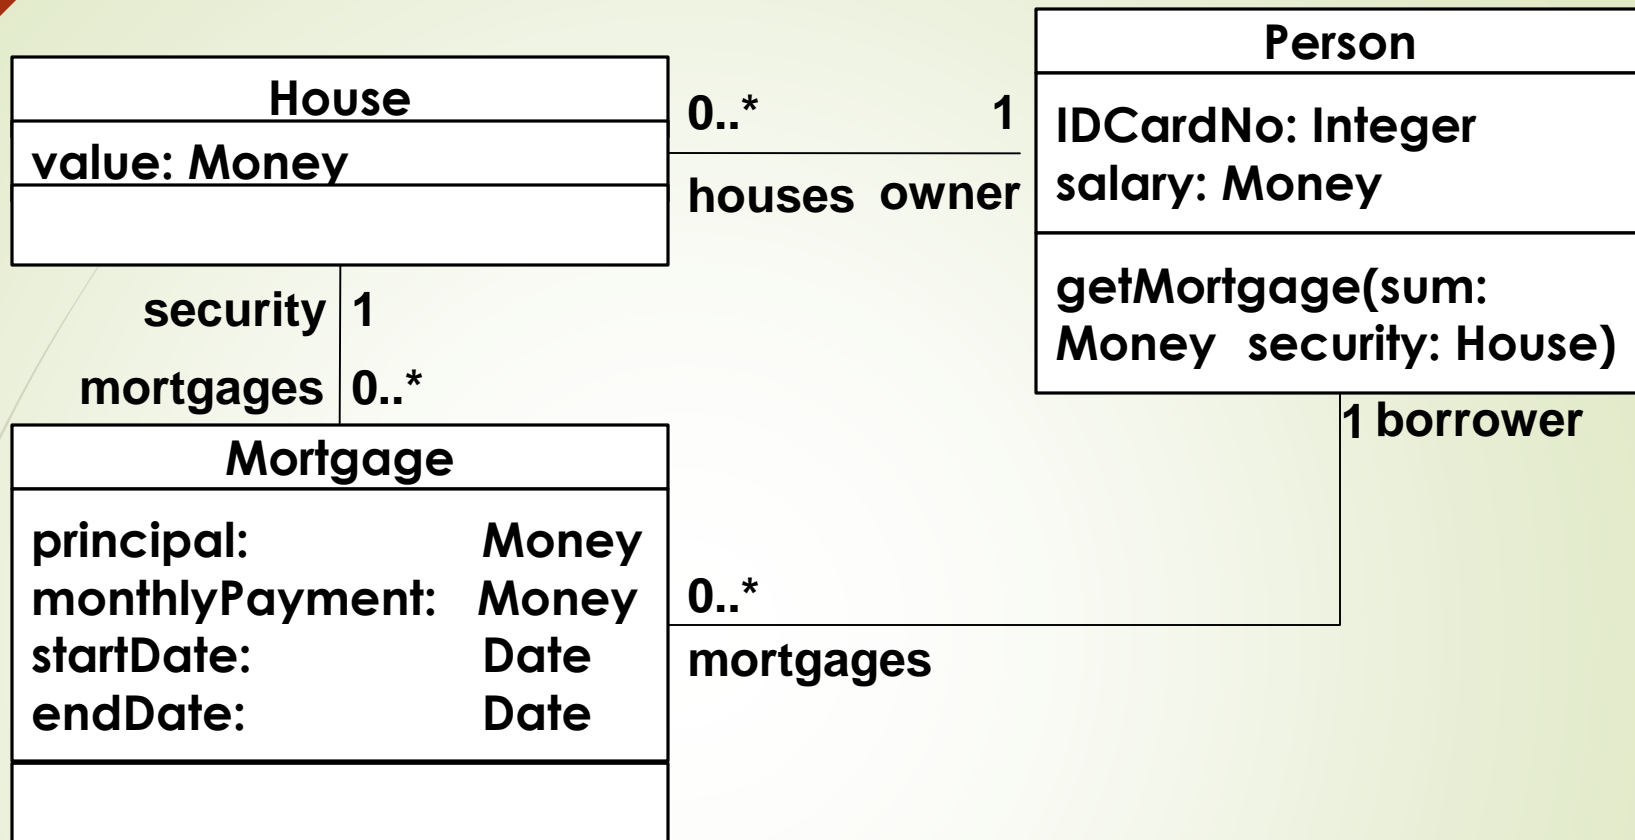 House
value: Money
0..* 1
houses owner
Person
IDCardNo: Integer
salary: Money
getMortgage(sum:
Money security: House)
security 1
mortgages 0..*
1 borrower
Mortgage
principal: Money
monthlyPayment: Money
startDate: Date
endDate: Date
0..*
mortgages